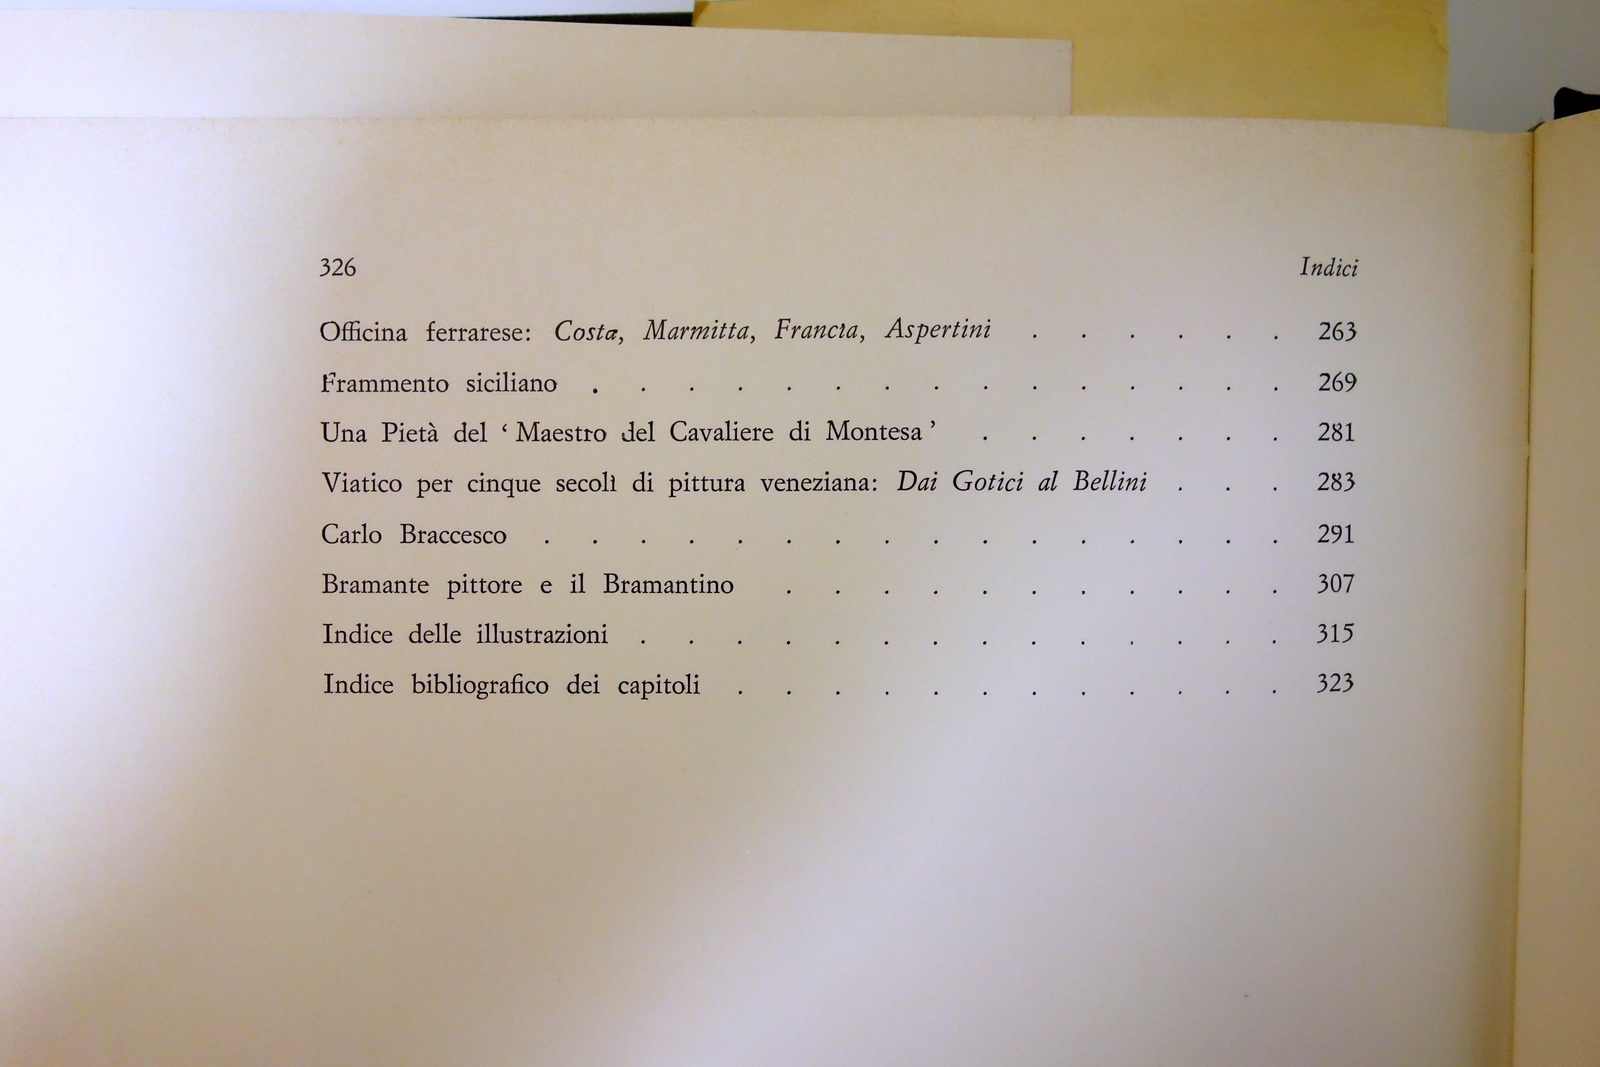 326 Indici
Officina ferrarese: Costa, Marmitta, Francia, Aspertini . . . . . . 263
Frammento siciliano . . . . . . . . . . . . . . . 269
Una Pietà del ‘ Maestro del Cavaliere di Montesa ’ . . . . . . . 281
Viatico per cinque secoli di pittura veneziana: Dai Gotici al Bellini . . . 283
Carlo Braccesco . . . . . . . . . . . . . . . . 291
Bramante pittore e il Bramantino . . . . . . . . . . . 307
Indice delle illustrazioni . . . . . . . . . . . . . . 315
Indice bibliografico dei capitoli . . . . . . . . . . . . 323